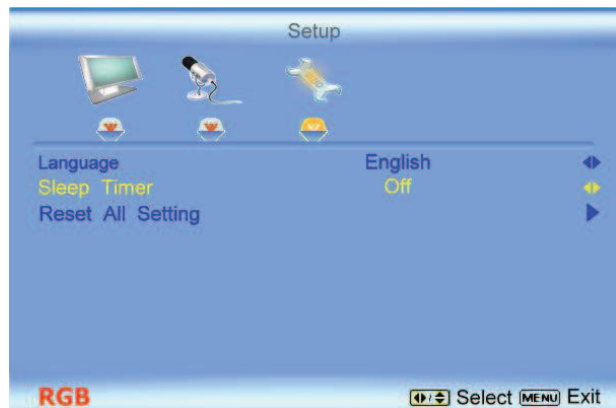 Setup
Language English
Sleep Timer Off
Reset All Setting
RGB Select MENU Exit